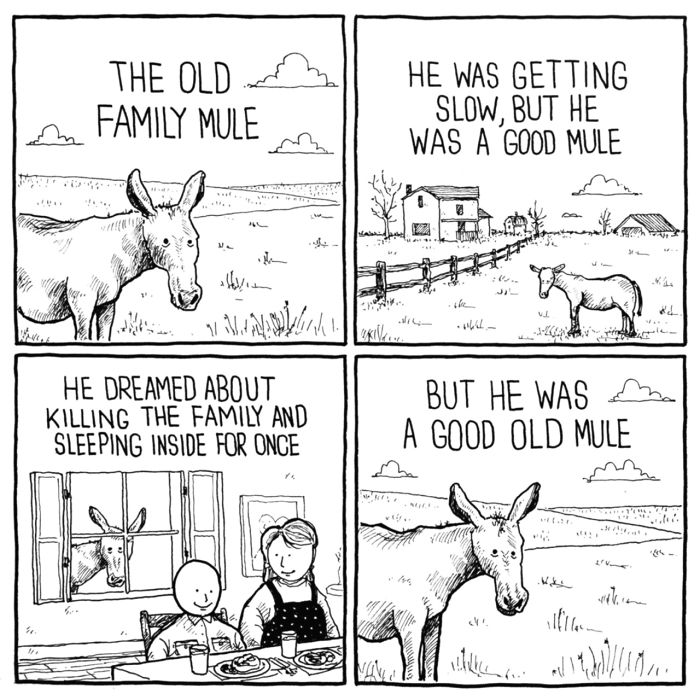 THE OLD
FAMILY MULE
HE WAS GETTING
SLOW, BUT HE
WAS A GOOD MULE
HE DREAMED ABOUT
KILLING THE FAMILY AND
SLEEPING INSIDE FOR ONCE
BUT HE WAS
A GOOD OLD MULE